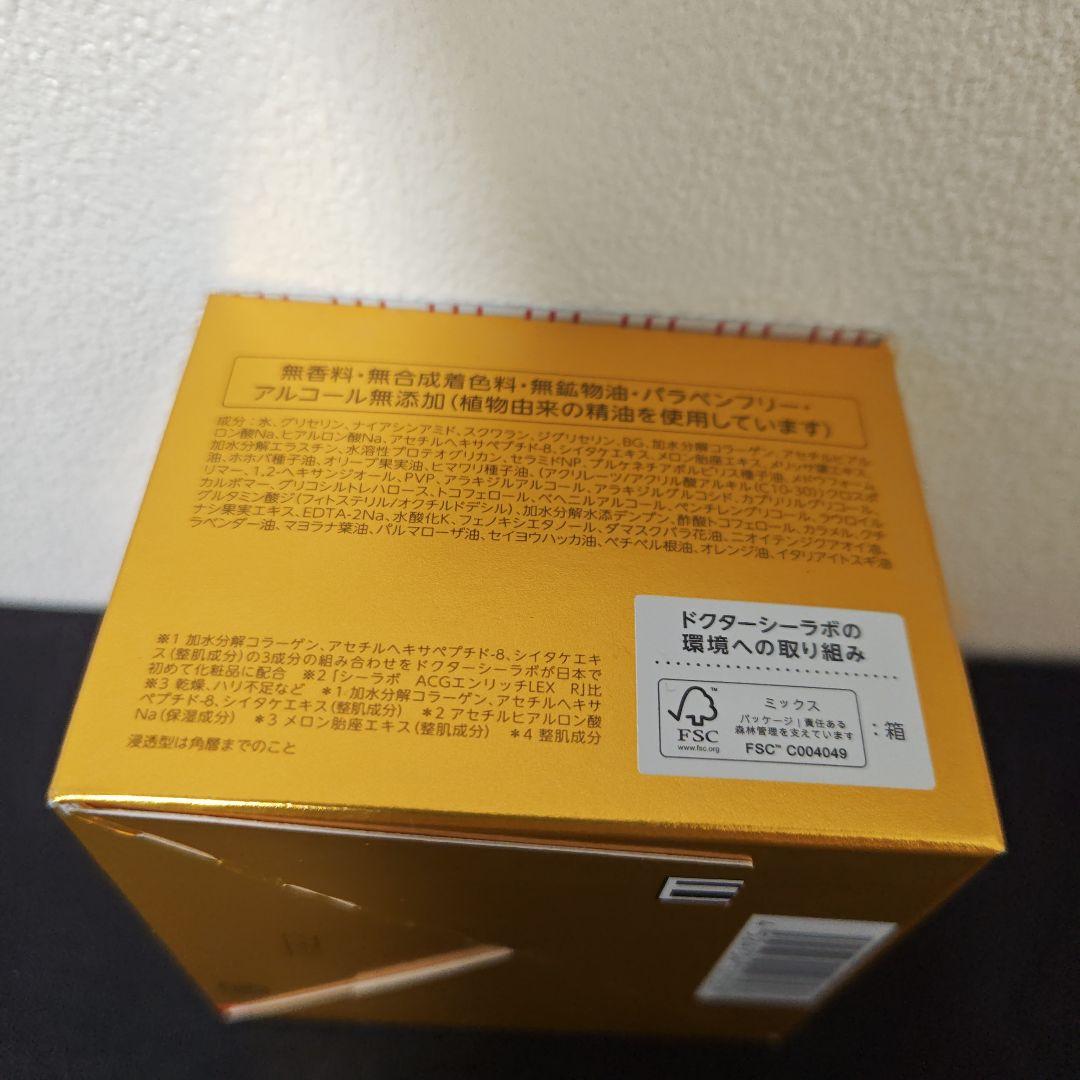 無香料・無合成着色料・無鉱物油・パラベンフリー・
アルコール無添加(植物由来の精油を使用しています)
成分:水、グリセリン、ナイアシンアミド、スクワラン、ジグリセリン、BG、加水分解コラーゲン、アセチルヒアル
ロン酸Na、ヒアルロン酸Na、アセチルヘキサペプチド-8、シイタケエキス、メロン胎座エキス、メリッサ葉エキス、
加水分解エラスチン、水溶性プロテオグリカン、セラミドNP、プルケネチアボルビリス種子油、メドウフォーム
油、ホホバ種子油、オリーブ果実油、ヒマワリ種子油、(アクリレーツ/アクリル酸アルキル(C10-30))クロスポ
リマー、1,2-ヘキサンジオール、PVP、アラキジルアルコール、アラキジルグルコシド、カプリリルグリコール、
カルボマー、グリコシルトレハロース、トコフェロール、ベヘニルアルコール、ペンチレングリコール、ラウロイル
グルタミン酸ジ(フィトステリル/オクチルドデシル)、加水分解水添デンプン、酢酸トコフェロール、カラメル、クチ
ナシ果実エキス、EDTA-2Na、水酸化K、フェノキシエタノール、ダマスクバラ花油、ニオイテンジクアオイ油、
ラベンダー油、マヨラナ葉油、パルマローザ油、セイヨウハッカ油、ベチベル根油、オレンジ油、イタリアイトスギ油
※1 加水分解コラーゲン、アセチルヘキサペプチド-8、シイタケエキ
ス(整肌成分)の3成分の組み合わせをドクターシーラボが日本で
初めて化粧品に配合 ※2「シーラボ ACGエンリッチLEX R」比
※3 乾燥、ハリ不足など *1 加水分解コラーゲン、アセチルヘキサ
ペプチド-8、シイタケエキス(整肌成分) *2 アセチルヒアルロン酸
Na(保湿成分) *3 メロン胎座エキス(整肌成分) *4 整肌成分
浸透型は角層までのこと
ドクターシーラボの
環境への取り組み
FSC
www.fsc.org
ミックス
パッケージ|責任ある
森林管理を支えています
FSC™ C004049
:箱